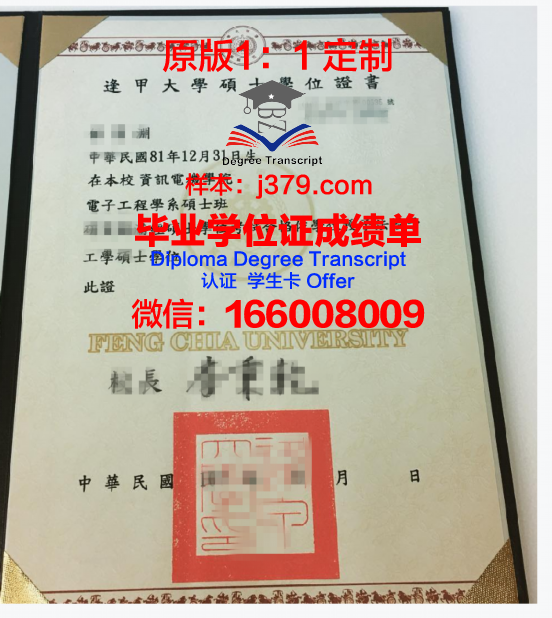 原版1：1定制
逢甲大學碩士學位證書
號
BZ
Degree Transcript
中華民國81年12月31日生
在本校資訊電機學院
样本：j379.com
電子工程學系碩士班
毕业学位证成绩单
Diploma Degree Transcript
工學碩士學位
认证 学生卡 Offer
此證
微信：166008009
FENG CHIA UNIVERSITY
校長
中華民國 月 日